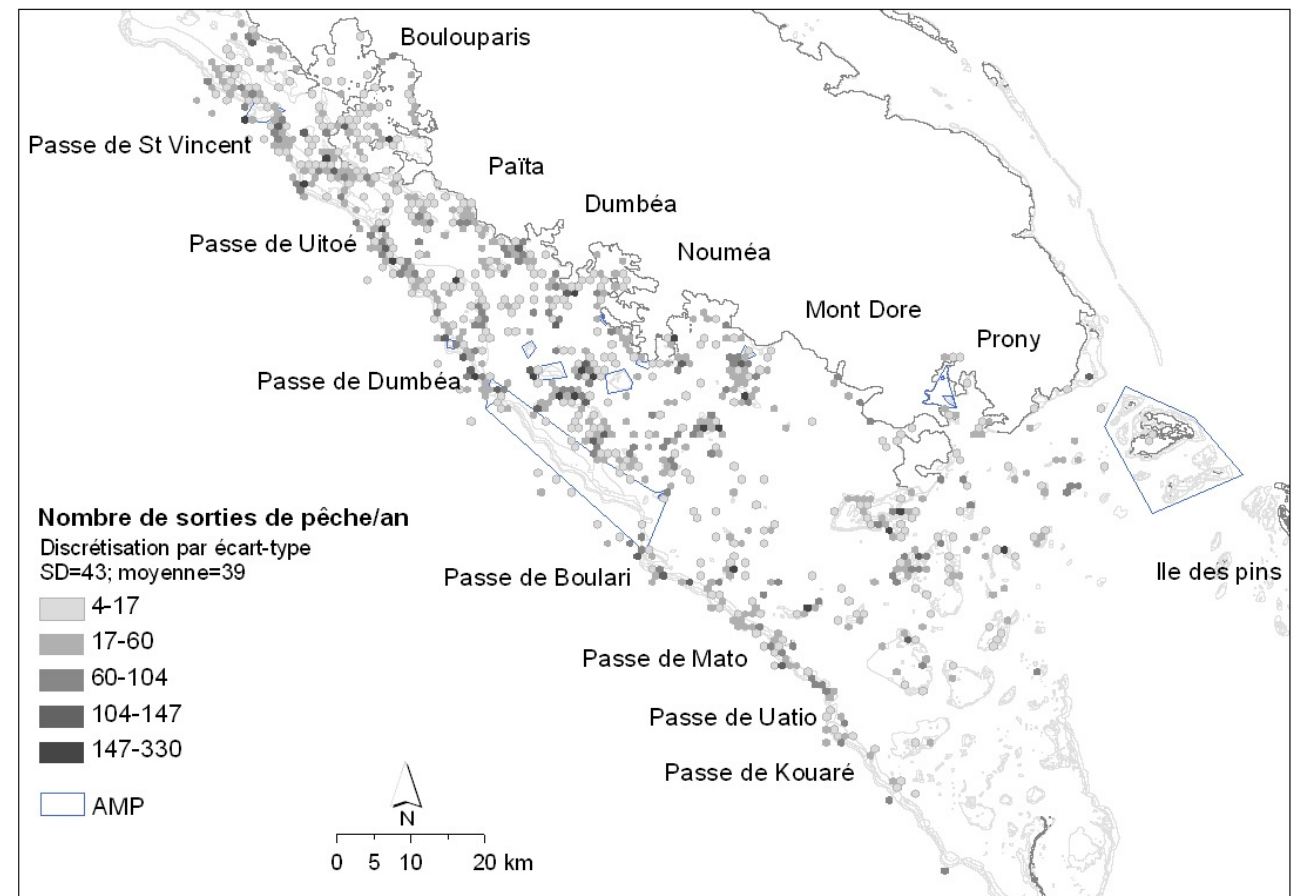 Boulouparis
Passe de St Vincent
Païta
Dumbéa
Passe de Uitoé
Nouméa
Mont Dore
Prony
Passe de Dumbéa
Nombre de sorties de pêche/an
Discrétisation par écart-type
SD=43; moyenne=39
4-17
17-60
60-104
104-147
147-330
AMP
Passe de Boulari
Ile des pins
Passe de Mato
Passe de Uatio
Passe de Kouaré
N
0 5 10 20 km